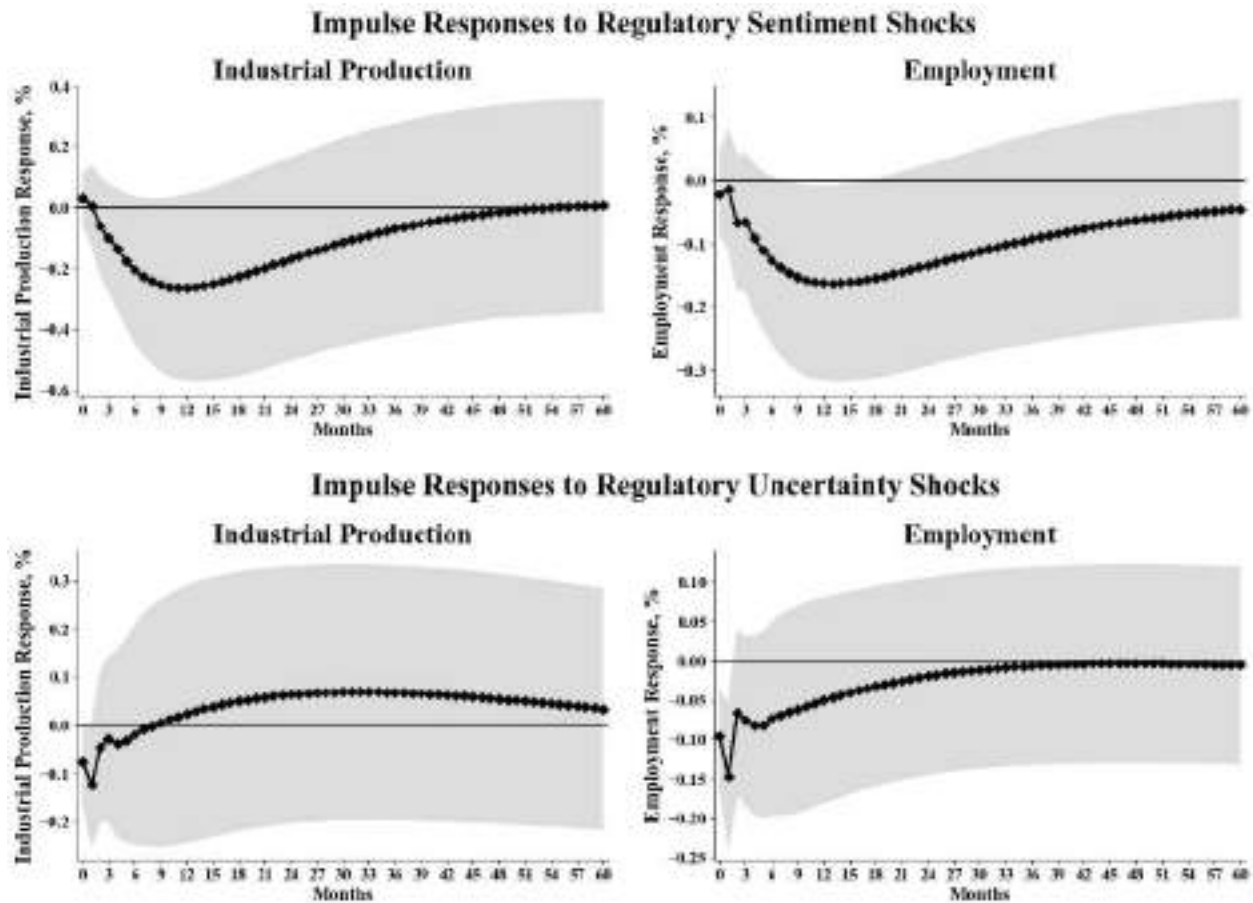 Impulse Responses to Regulatory Sentiment Shocks
Industrial Production
Industrial Production Response, %
0.4
0.2
0.0
−0.2
−0.4
−0.6
0 3 6 9 12 15 18 21 24 27 30 33 36 39 42 45 48 51 54 57 60
Months
Employment
Employment Response, %
0.1
0.0
−0.1
−0.2
−0.3
0 3 6 9 12 15 18 21 24 27 30 33 36 39 42 45 48 51 54 57 60
Months
Impulse Responses to Regulatory Uncertainty Shocks
Industrial Production
Industrial Production Response, %
0.3
0.2
0.1
0.0
−0.1
−0.2
0 3 6 9 12 15 18 21 24 27 30 33 36 39 42 45 48 51 54 57 60
Months
Employment
Employment Response, %
0.10
0.05
0.00
−0.05
−0.10
−0.15
−0.20
−0.25
0 3 6 9 12 15 18 21 24 27 30 33 36 39 42 45 48 51 54 57 60
Months